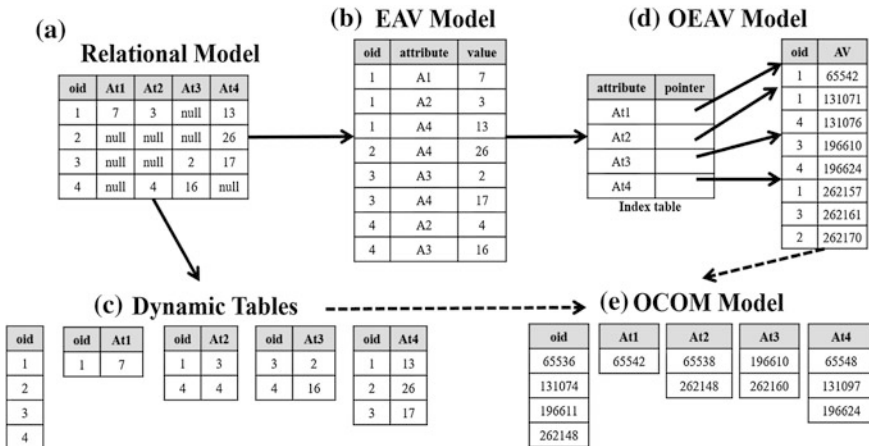 (a)
Relational Model
oid At1 At2 At3 At4
1 7 3 null 13
2 null null null 26
3 null null 2 17
4 null 4 16 null
(b) EAV Model
oid attribute value
1 A1 7
1 A2 3
1 A4 13
2 A4 26
3 A3 2
3 A4 17
4 A2 4
4 A3 16
(d) OEAV Model
attribute pointer
At1
At2
At3
At4
Index table
oid AV
1 65542
1 131071
4 131076
3 196610
4 196624
1 262157
3 262161
2 262170
(c) Dynamic Tables
oid
1
2
3
4
oid At1
1 7
oid At2
1 3
4 4
oid At3
3 2
4 16
oid At4
1 13
2 26
3 17
(e) OCOM Model
oid
65536
131074
196611
262148
At1
65542
At2
65538
262148
At3
196610
262160
At4
65548
131097
196624